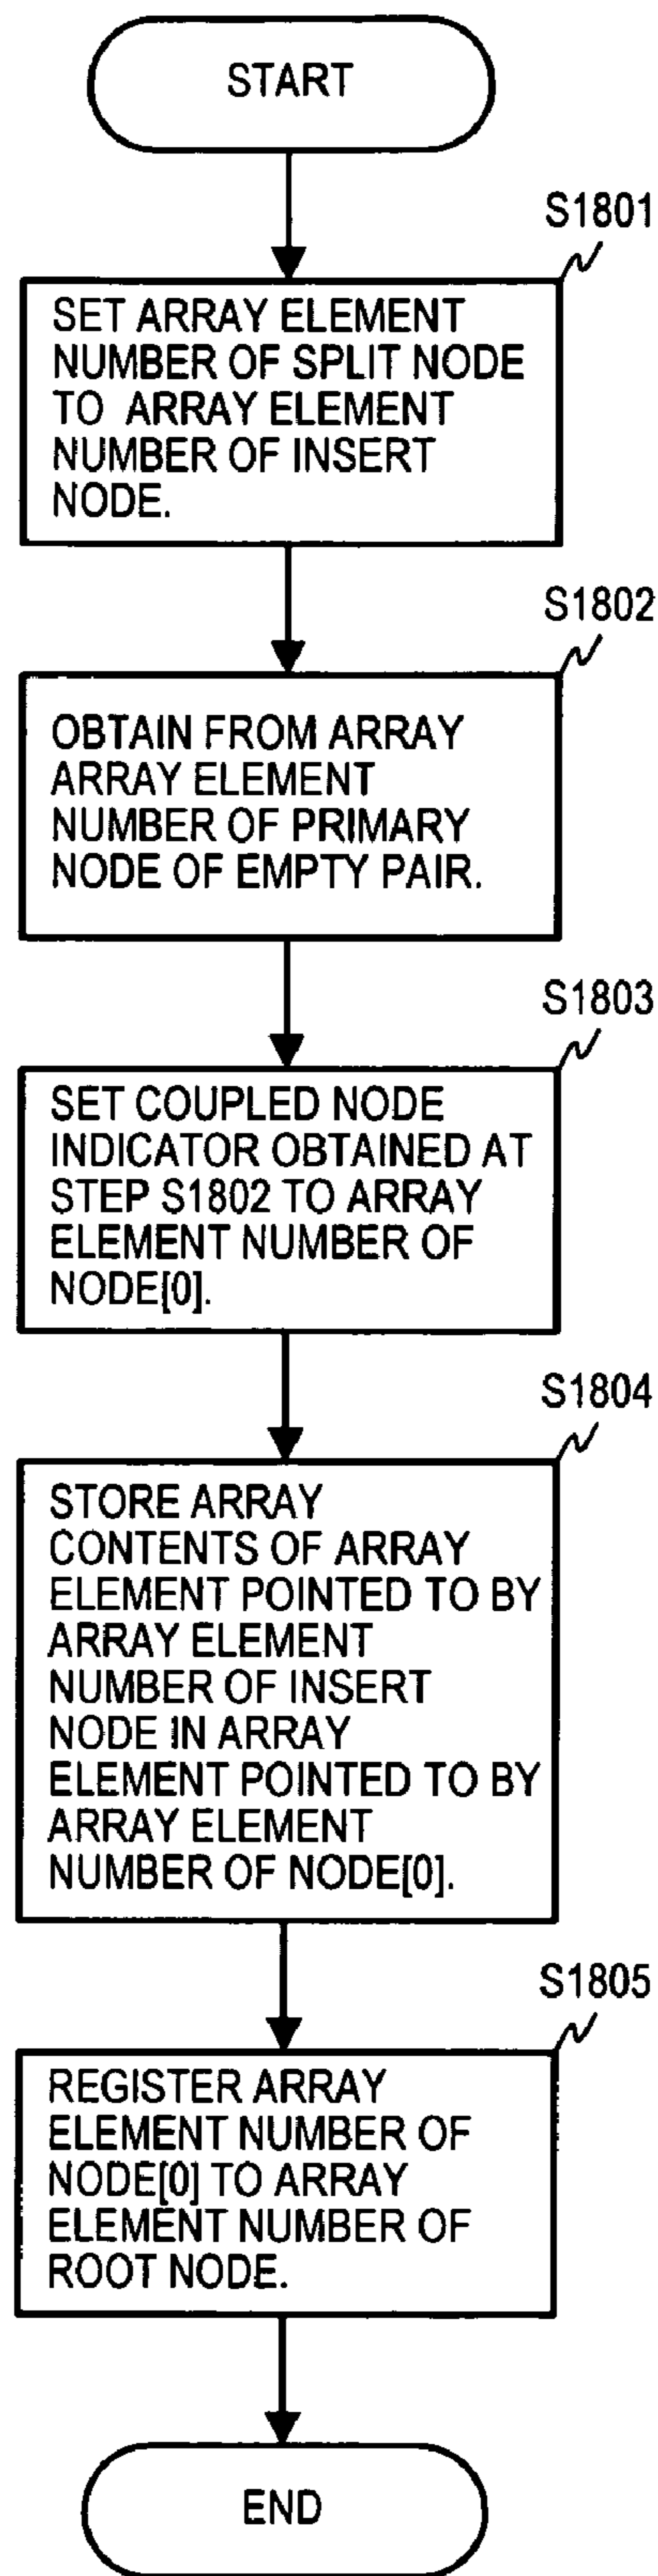 START
S1801
SET ARRAY ELEMENT
NUMBER OF SPLIT NODE
TO ARRAY ELEMENT
NUMBER OF INSERT
NODE.
S1802
OBTAIN FROM ARRAY
ARRAY ELEMENT
NUMBER OF PRIMARY
NODE OF EMPTY PAIR.
S1803
SET COUPLED NODE
INDICATOR OBTAINED AT
STEP S1802 TO ARRAY
ELEMENT NUMBER OF
NODE[0].
S1804
STORE ARRAY
CONTENTS OF ARRAY
ELEMENT POINTED TO BY
ARRAY ELEMENT
NUMBER OF INSERT
NODE IN ARRAY
ELEMENT POINTED TO BY
ARRAY ELEMENT
NUMBER OF NODE[0].
S1805
REGISTER ARRAY
ELEMENT NUMBER OF
NODE[0] TO ARRAY
ELEMENT NUMBER OF
ROOT NODE.
END